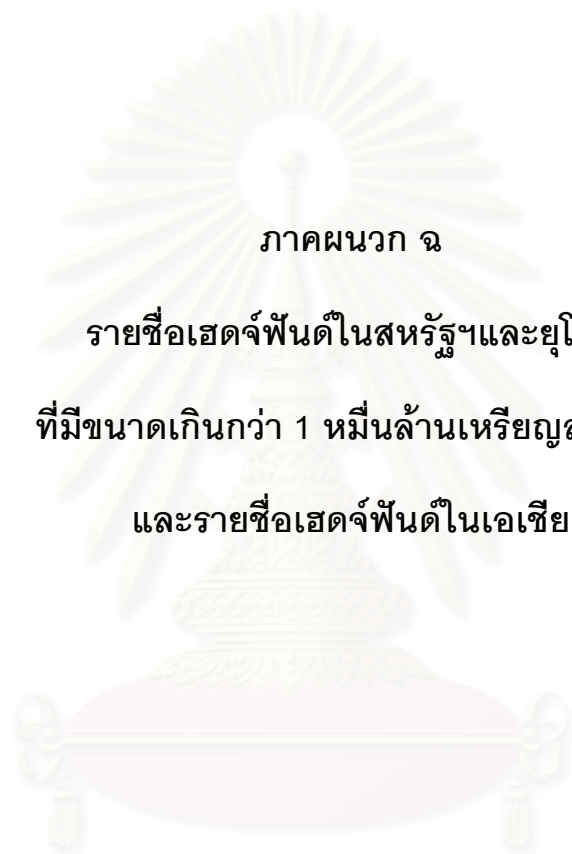 ภาคผนวก ฉ
รายชื่อเฮดจ์ฟันด์ในสหรัฐฯและยุโ
ที่มีขนาดเกินกว่า 1 หมื่นล้านเหรียญส
และรายชื่อเฮดจ์ฟันด์ในเอเชีย